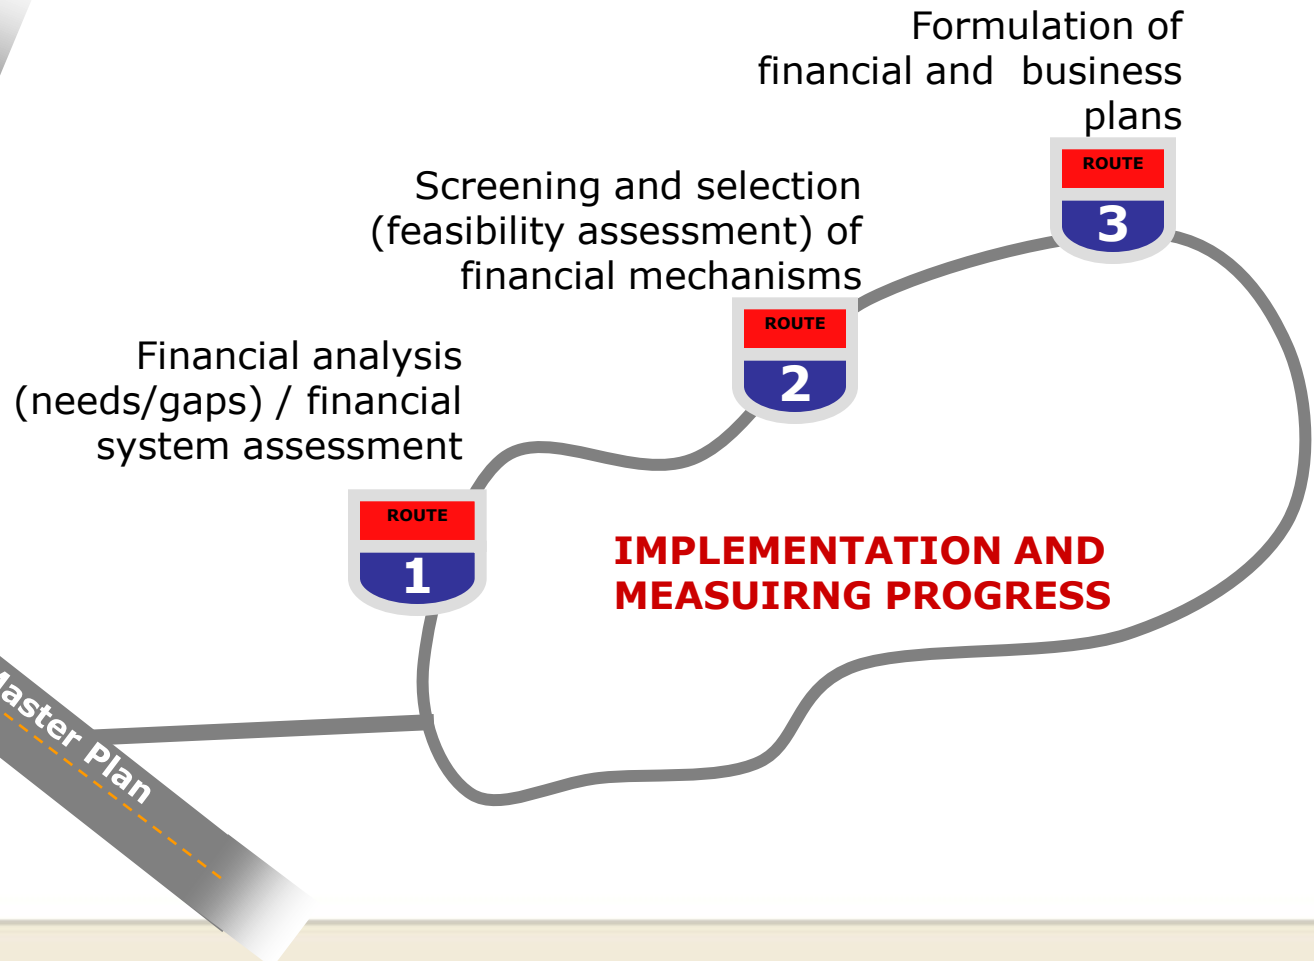 Formulation of
financial and business
plans
ROUTE
3
Screening and selection
(feasibility assessment) of
financial mechanisms
ROUTE
2
Financial analysis
(needs/gaps) / financial
system assessment
ROUTE
1
IMPLEMENTATION AND
MEASUIRNG PROGRESS
Master Plan